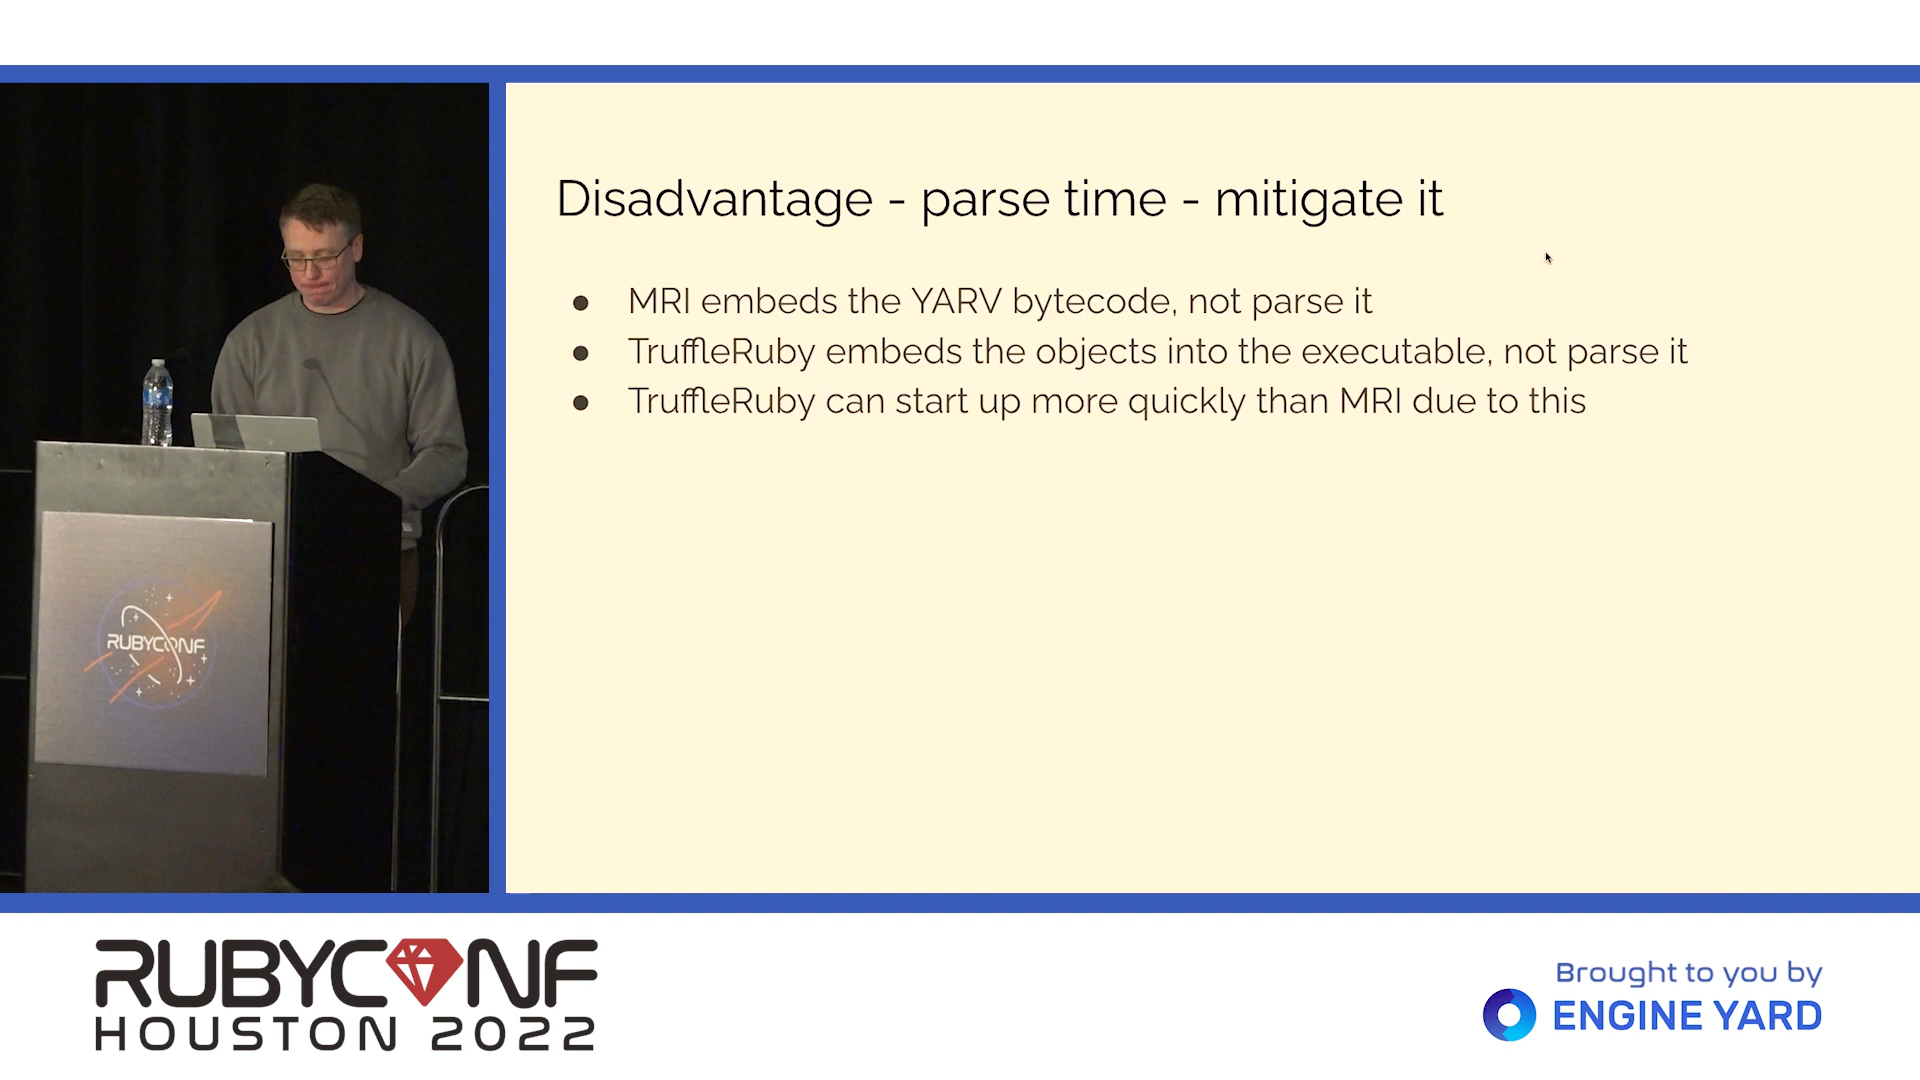 Disadvantage - parse time - mitigate it
● MRI embeds the YARV bytecode, not parse it
● TruffleRuby embeds the objects into the executable, not parse it
● TruffleRuby can start up more quickly than MRI due to this
RUBYCONF
RUBYCONF
HOUSTON 2022
Brought to you by
ENGINE YARD